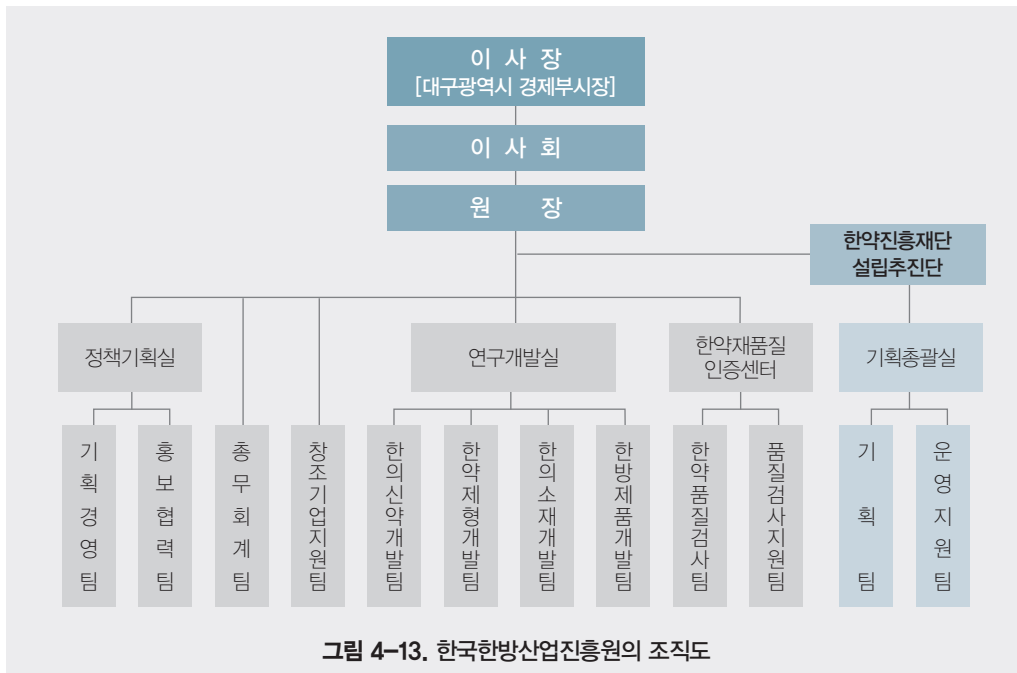 이 사 장
[대구광역시 경제부시장]
이 사 회
원 장
한약진흥재단
설립추진단
정책기획실
연구개발실
한약재품질
인증센터
기획총괄실
기획경영팀
홍보협력팀
총무회계팀
창조기업지원팀
한의신약개발팀
한약제형개발팀
한의소재개발팀
한방제품개발팀
한약품질검사팀
품질검사지원팀
기획팀
운영지원팀
그림 4-13. 한국한방산업진흥원의 조직도